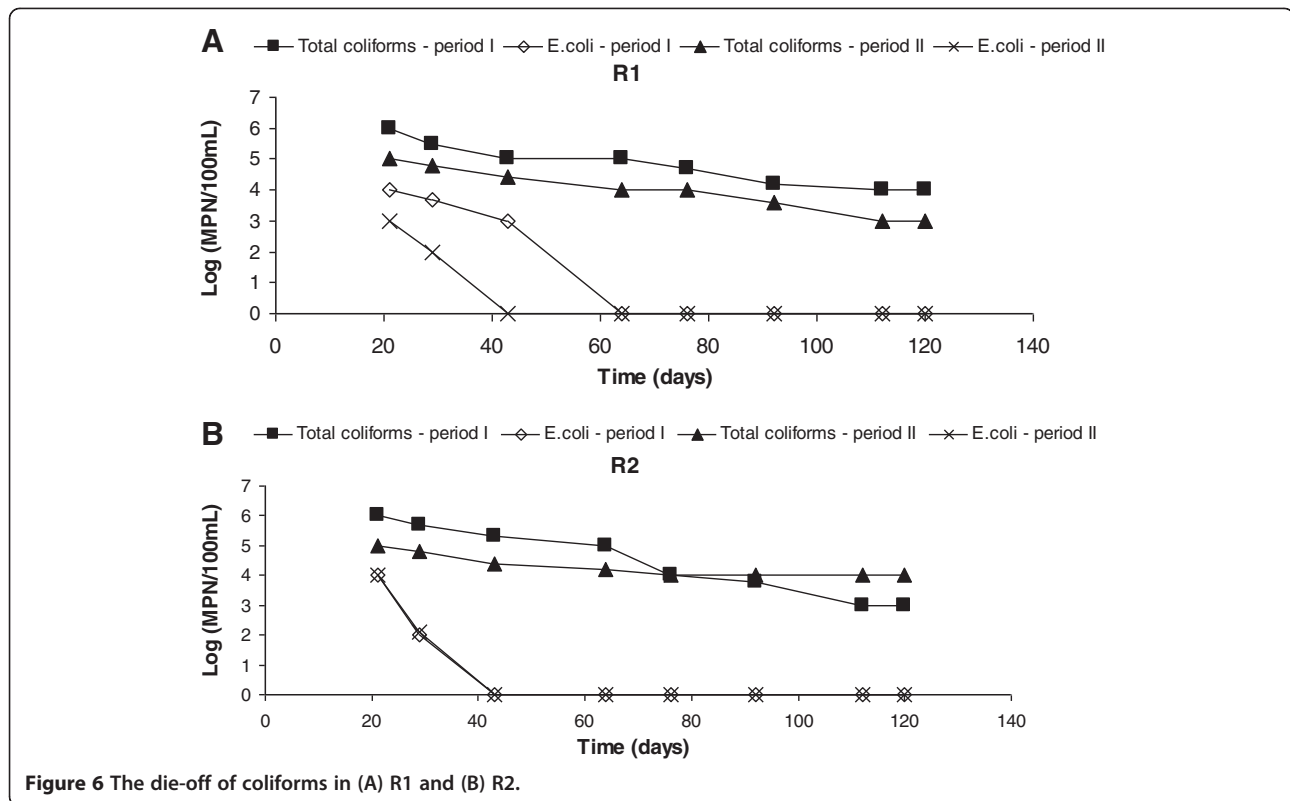 A
Total coliforms - period I E.coli - period I Total coliforms - period II E.coli - period II
R1
Log (MPN/100mL)
7
6
5
4
3
2
1
0
0 20 40 60 80 100 120 140
Time (days)
B
Total coliforms - period I E.coli - period I Total coliforms - period II E.coli - period II
R2
Log (MPN/100mL)
7
6
5
4
3
2
1
0
0 20 40 60 80 100 120 140
Time (days)
Figure 6 The die-off of coliforms in (A) R1 and (B) R2.